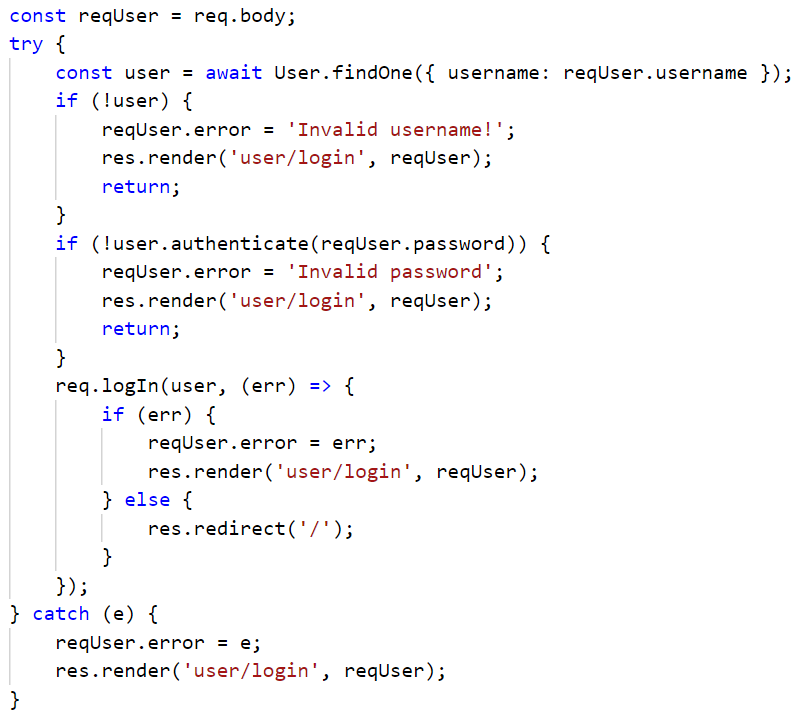 const reqUser = req.body;
try {
    const user = await User.findOne({ username: reqUser.username });
    if (!user) {
        reqUser.error = 'Invalid username!';
        res.render('user/login', reqUser);
        return;
    }
    if (!user.authenticate(reqUser.password)) {
        reqUser.error = 'Invalid password';
        res.render('user/login', reqUser);
        return;
    }
    req.logIn(user, (err) => {
        if (err) {
            reqUser.error = err;
            res.render('user/login', reqUser);
        } else {
            res.redirect('/');
        }
    });
} catch (e) {
    reqUser.error = e;
    res.render('user/login', reqUser);
}